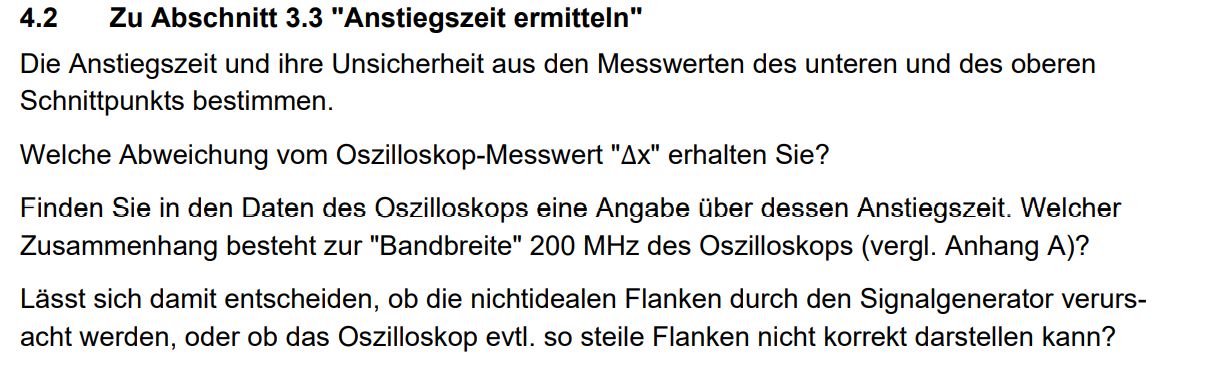 4.2 Zu Abschnitt 3.3 "Anstiegszeit ermitteln"
Die Anstiegszeit und ihre Unsicherheit aus den Messwerten des unteren und des oberen
Schnittpunkts bestimmen.
Welche Abweichung vom Oszilloskop-Messwert "Δx" erhalten Sie?
Finden Sie in den Daten des Oszilloskops eine Angabe über dessen Anstiegszeit. Welcher
Zusammenhang besteht zur "Bandbreite" 200 MHz des Oszilloskops (vergl. Anhang A)?
Lässt sich damit entscheiden, ob die nichtidealen Flanken durch den Signalgenerator verurs-
acht werden, oder ob das Oszilloskop evtl. so steile Flanken nicht korrekt darstellen kann?